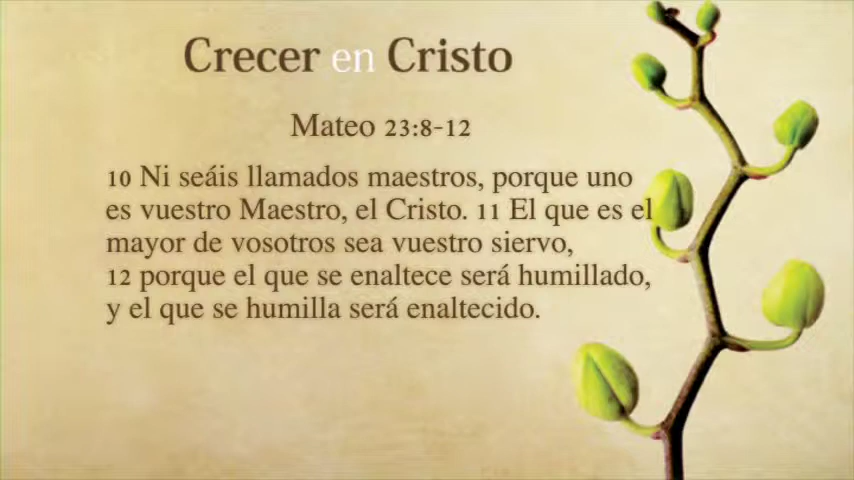 Crecer en Cristo
Mateo 23:8-12
10 Ni seáis llamados maestros, porque uno
es vuestro Maestro, el Cristo. 11 El que es el
mayor de vosotros sea vuestro siervo,
12 porque el que se enaltece será humillado,
y el que se humilla será enaltecido.